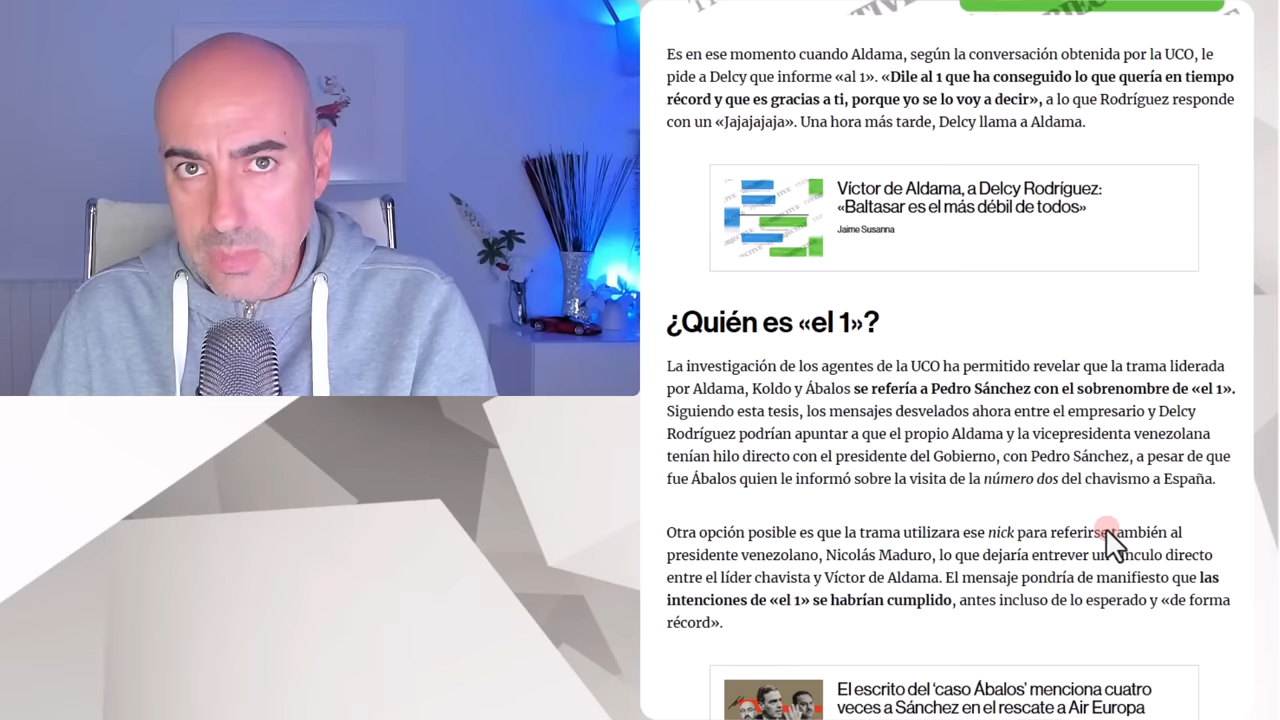 Es en ese momento cuando Aldama, según la conversación obtenida por la UCO, le
pide a Delcy que informe «al 1». «Dile al 1 que ha conseguido lo que quería en tiempo
récord y que es gracias a ti, porque yo se lo voy a decir», a lo que Rodríguez responde
con un «Jajajajaja». Una hora más tarde, Delcy llama a Aldama.
Víctor de Aldama, a Delcy Rodríguez:
«Baltasar es el más débil de todos»
Jaime Susanna
¿Quién es «el 1»?
La investigación de los agentes de la UCO ha permitido revelar que la trama liderada
por Aldama, Koldo y Ábalos se refería a Pedro Sánchez con el sobrenombre de «el 1».
Siguiendo esta tesis, los mensajes desvelados ahora entre el empresario y Delcy
Rodríguez podrían apuntar a que el propio Aldama y la vicepresidenta venezolana
tenían hilo directo con el presidente del Gobierno, con Pedro Sánchez, a pesar de que
fue Ábalos quien le informó sobre la visita de la número dos del chavismo a España.
Otra opción posible es que la trama utilizara ese nick para referirse también al
presidente venezolano, Nicolás Maduro, lo que dejaría entrever un vínculo directo
entre el líder chavista y Víctor de Aldama. El mensaje pondría de manifiesto que las
intenciones de «el 1» se habrían cumplido, antes incluso de lo esperado y «de forma
récord».
El escrito del ‘caso Ábalos’ menciona cuatro
veces a Sánchez en el rescate a Air Europa